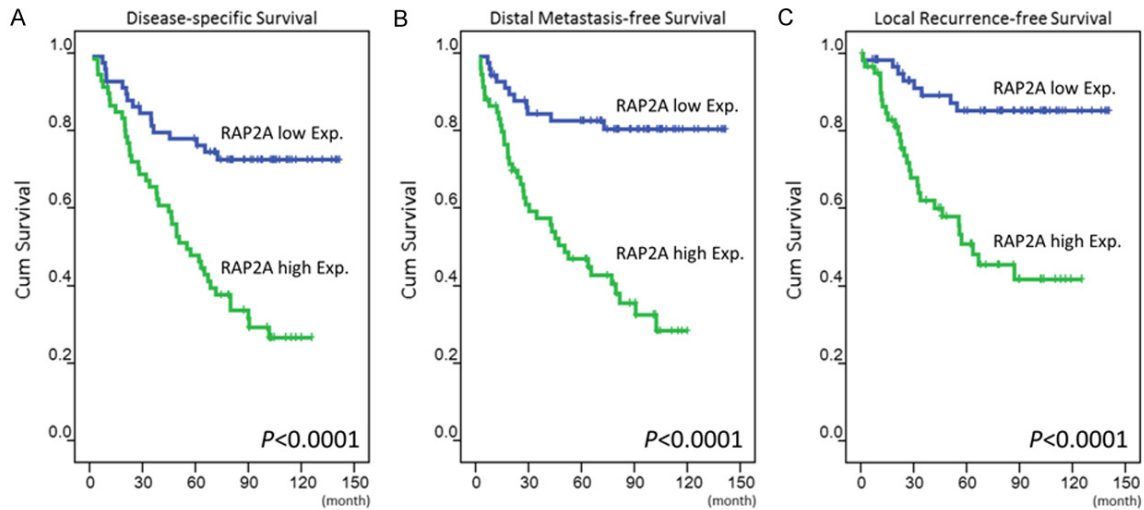 A
Disease-specific Survival
Cum Survival
1.0
0.8
0.6
0.4
0.2
0.0
RAP2A low Exp.
RAP2A high Exp.
P<0.0001
0 30 60 90 120 150
(month)
B
Distal Metastasis-free Survival
Cum Survival
1.0
0.8
0.6
0.4
0.2
0.0
RAP2A low Exp.
RAP2A high Exp.
P<0.0001
0 30 60 90 120 150
(month)
C
Local Recurrence-free Survival
Cum Survival
1.0
0.8
0.6
0.4
0.2
0.0
RAP2A low Exp.
RAP2A high Exp.
P<0.0001
0 30 60 90 120 150
(month)